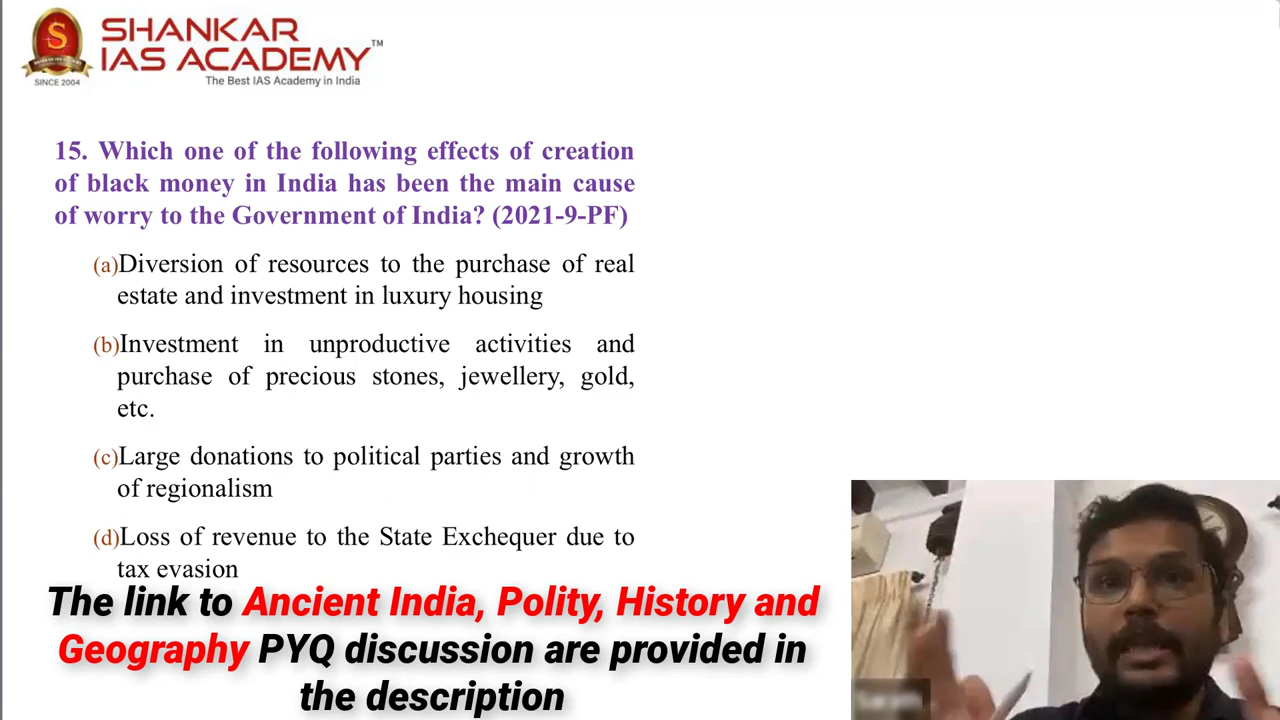 SHANKAR
IAS ACADEMY™
The Best IAS Academy in India
SINCE 2004
15. Which one of the following effects of creation
of black money in India has been the main cause
of worry to the Government of India? (2021-9-PF)
(a)Diversion of resources to the purchase of real
estate and investment in luxury housing
(b)Investment in unproductive activities and
purchase of precious stones, jewellery, gold,
etc.
(c)Large donations to political parties and growth
of regionalism
(d)Loss of revenue to the State Exchequer due to
tax evasion
The link to Ancient India, Polity, History and
Geography PYQ discussion are provided in
the description